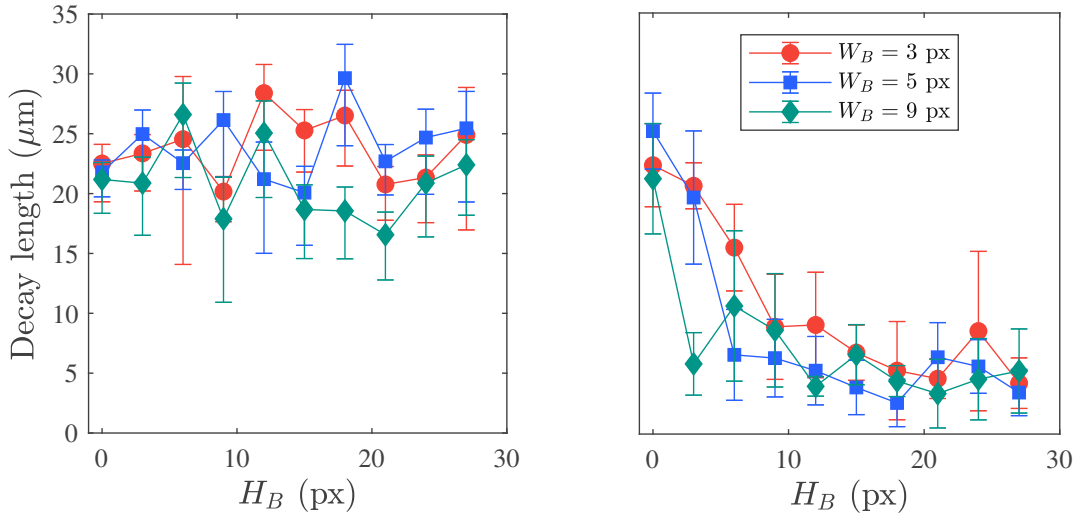 35
30
25
20
15
10
5
0
Decay length (μm)
0 10 20 30
H_B (px)
W_B = 3 px
W_B = 5 px
W_B = 9 px
0 10 20 30
H_B (px)